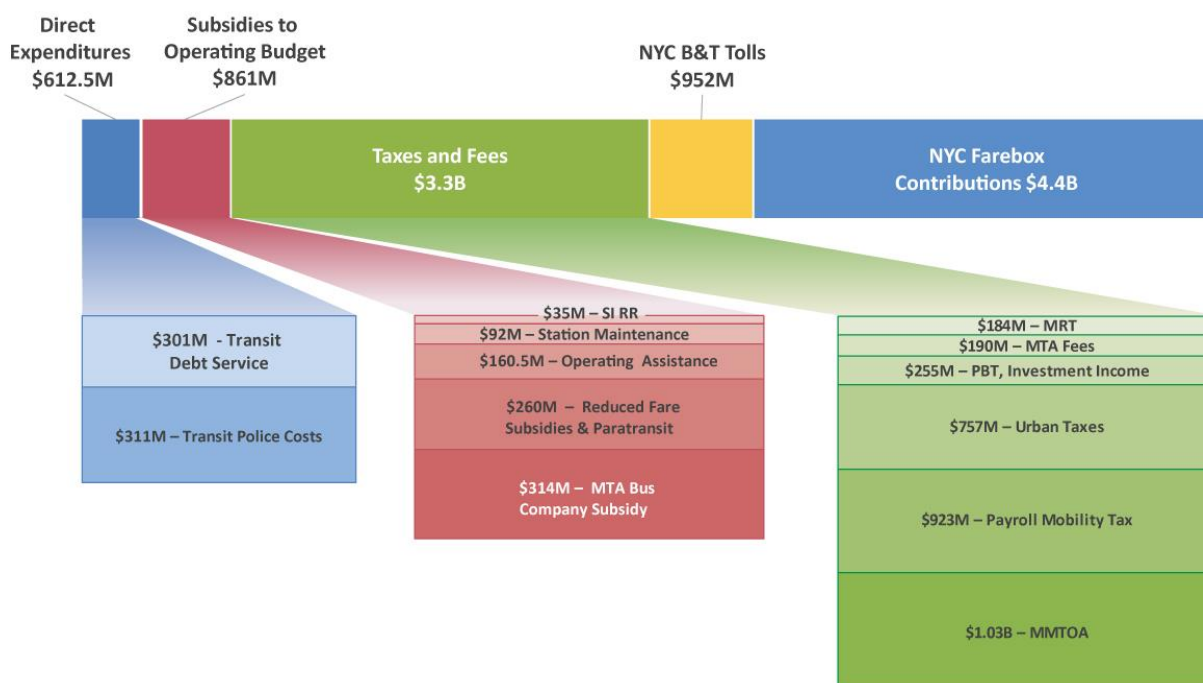 Direct
Expenditures
$612.5M
Subsidies to
Operating Budget
$861M
NYC B&T Tolls
$952M
Taxes and Fees
$3.3B
NYC Farebox
Contributions $4.4B
$301M  - Transit
Debt Service
$311M – Transit Police Costs
$35M – SI RR
$92M – Station Maintenance
$160.5M – Operating  Assistance
$260M  –  Reduced Fare
Subsidies & Paratransit
$314M –  MTA Bus
Company Subsidy
$184M – MRT
$190M – MTA Fees
$255M – PBT, Investment Income
$757M – Urban Taxes
$923M – Payroll Mobility Tax
$1.03B – MMTOA